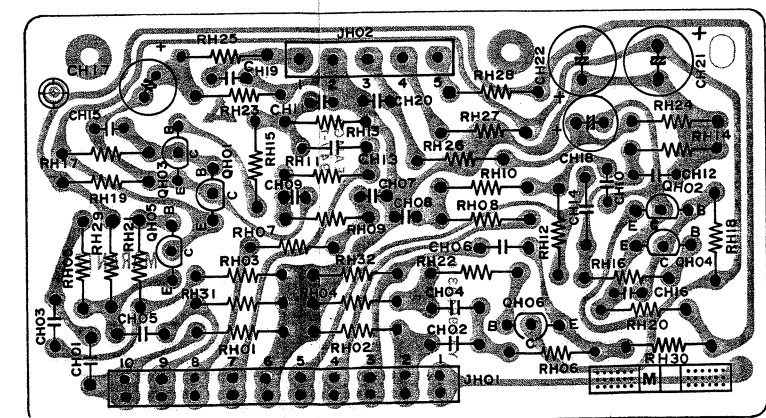 RH25
JH02
+
+
CH17
CH19
1 2 3 4 5
RH28
CH22
CH21
CH15
RH23
CH20
+
RH24
RH27
+
B
RH15
RH13
RH14
RH17
C
QH03
QH01
RH11
CH13
RH26
CH18
B
RH10
CH10
CH12
E
C
CH09
CH07
CH14
QH02
RH19
CH08
RH08
E
B
RH29
RH21
QH05
B
E
RH07
RH09
C
RH12
RH18
C
CH06
C
QH04
RH03
RH32
RH22
RH16
E
RH31
RH04
CH04
CH16
CH03
CH05
QH06
RH20
CH01
RH01
RH02
CH02
B
E
C
RH06
RH30
10 9 8 7 6 5 4 3 2 1
JH01
M